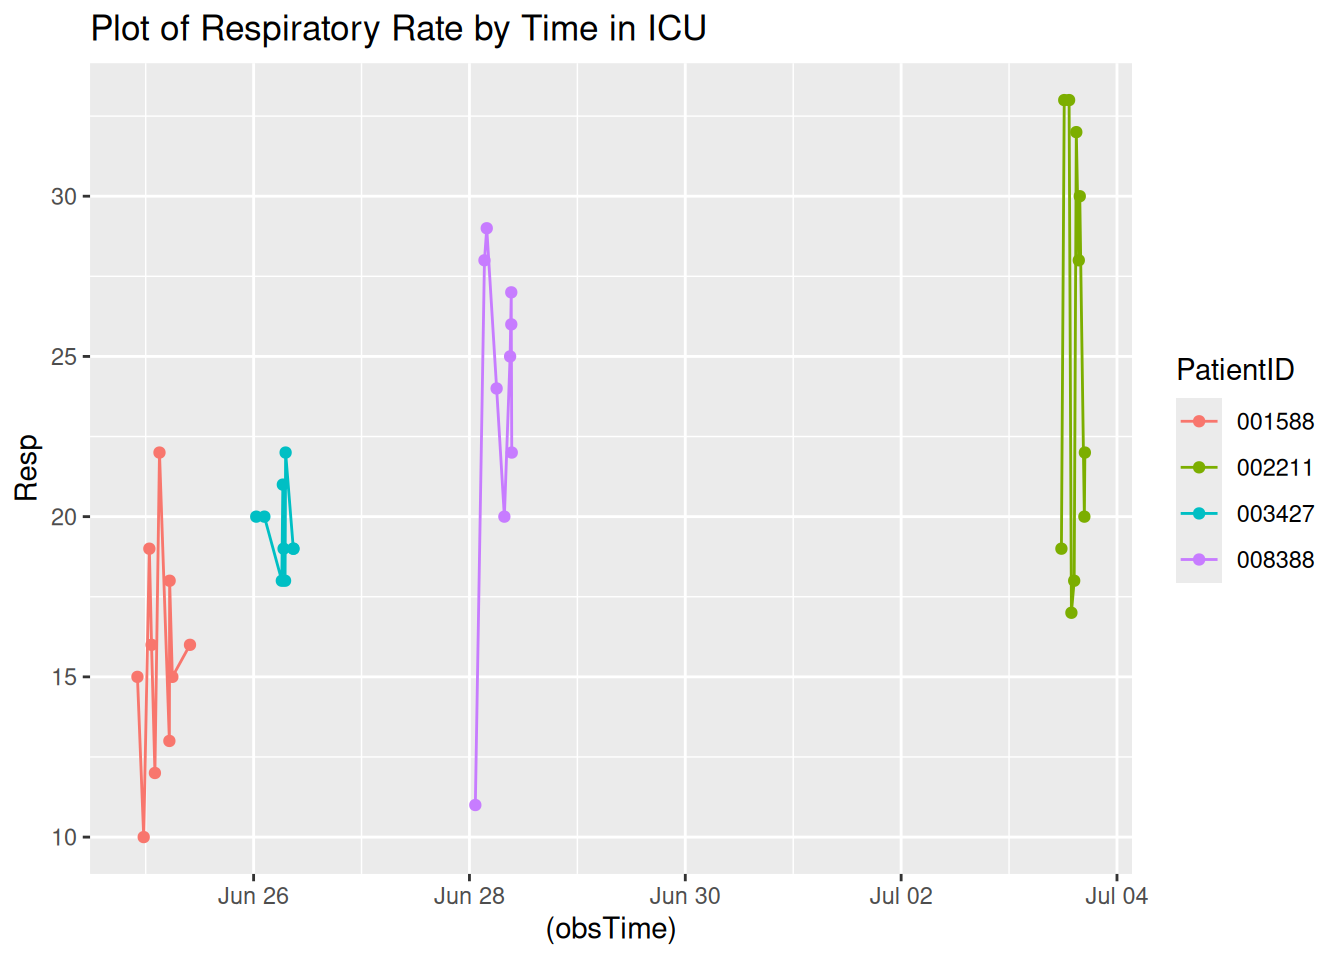 Plot of Respiratory Rate by Time in ICU
30
25
20
15
10
Resp
Jun 26 Jun 28 Jun 30 Jul 02 Jul 04
(obsTime)
PatientID
001588
002211
003427
008388